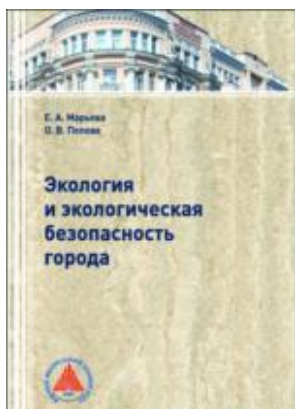 Е. А. Марьева
О. В. Попова
Экология
и экологическая
безопасность
города